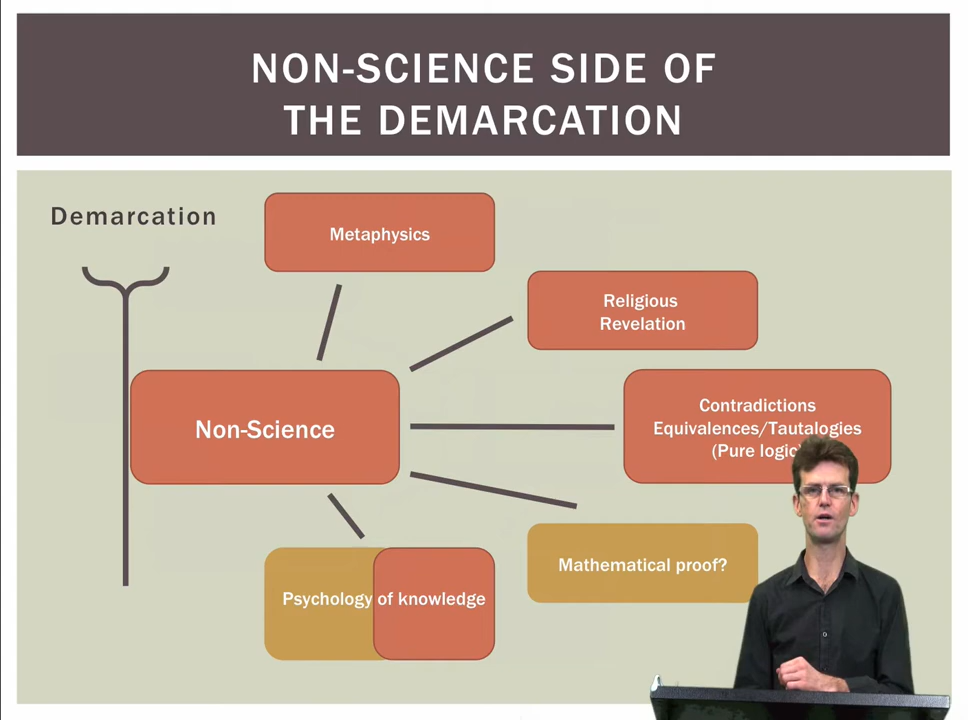 NON-SCIENCE SIDE OF
THE DEMARCATION
Demarcation
Metaphysics
Religious
Revelation
Contradictions
Equivalences/Tautalogies
(Pure logic)
Non-Science
Mathematical proof?
Psychology of knowledge